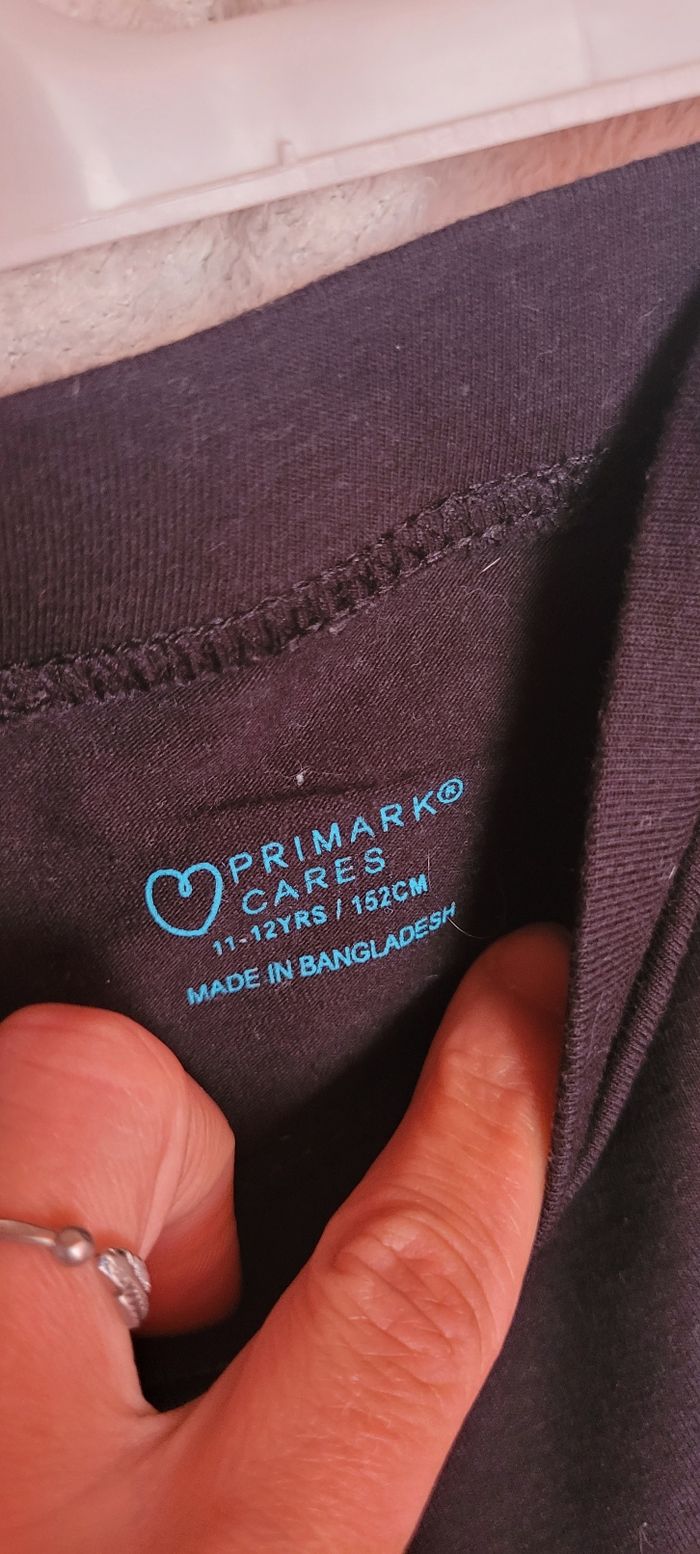 PRIMARK®
CARES
11-12YRS / 152CM
MADE IN BANGLADESH